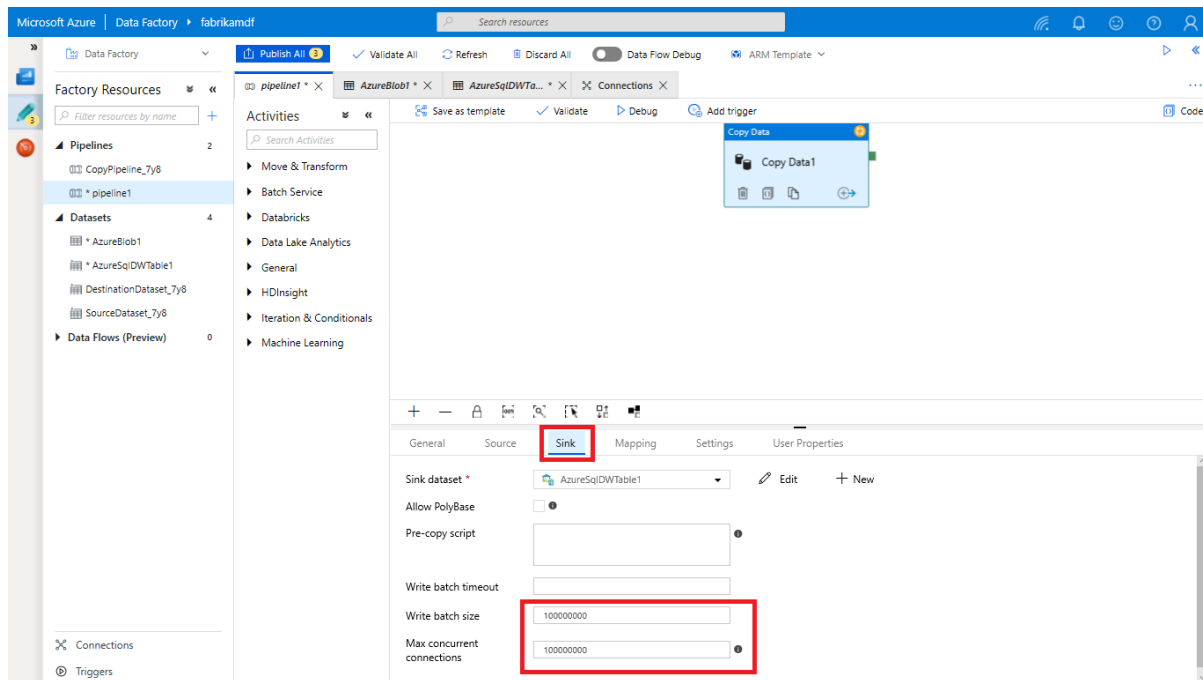 Microsoft Azure Data Factory fabrikamdf Search resources
Data Factory
Publish All 3 Validate All Refresh Discard All Data Flow Debug ARM Template
Factory Resources
Filter resources by name
Pipelines 2
CopyPipeline_7y8
* pipeline1
Datasets 4
* AzureBlob1
* AzureSqlDWTable1
DestinationDataset_7y8
SourceDataset_7y8
Data Flows (Preview) 0
Connections
Triggers
3
pipeline1 * AzureBlob1 * AzureSqlDWTa... * Connections
Activities
Search Activities
Move & Transform
Batch Service
Databricks
Data Lake Analytics
General
HDInsight
Iteration & Conditionals
Machine Learning
Save as template Validate Debug Add trigger Code
Copy Data
Copy Data1
General Source Sink Mapping Settings User Properties
Sink dataset * AzureSqlDWTable1 Edit New
Allow PolyBase
Pre-copy script
Write batch timeout
Write batch size 100000000
Max concurrent
connections 100000000